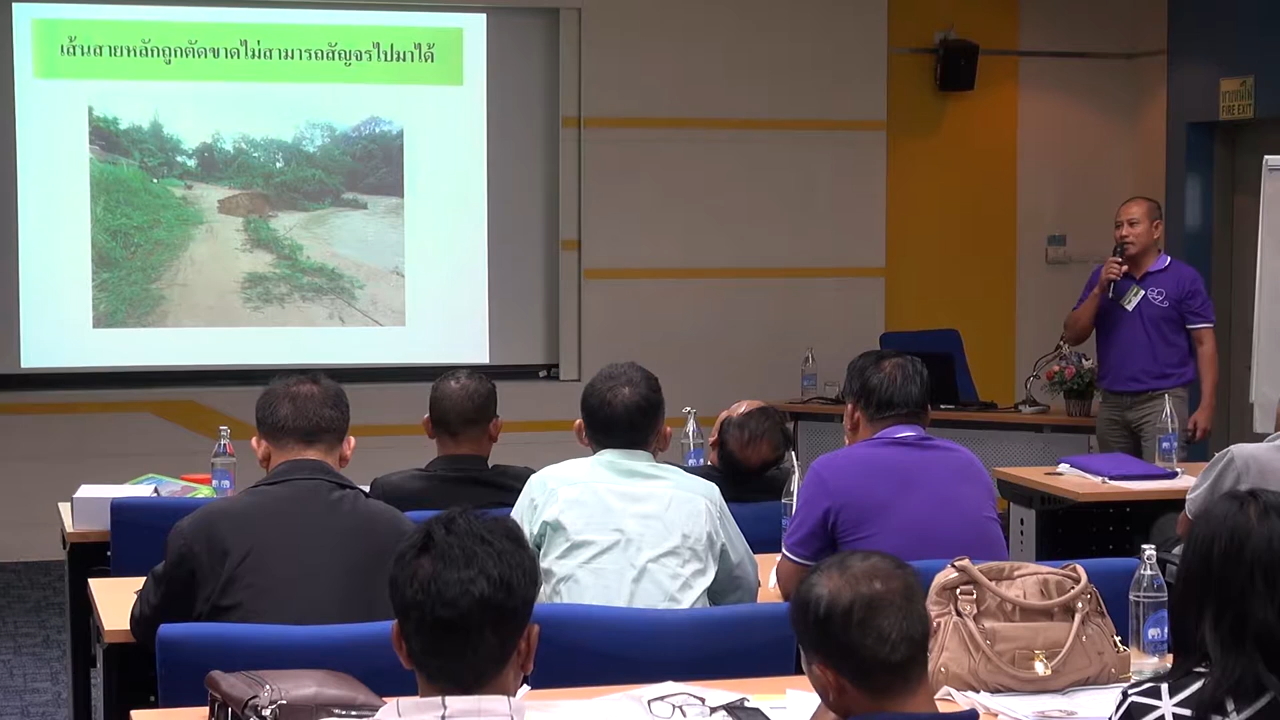 เส้นสายหลักถูกตัดขาดไม่สามารถสัญจรไปมาได้
ทางหนีไฟ
FIRE EXIT